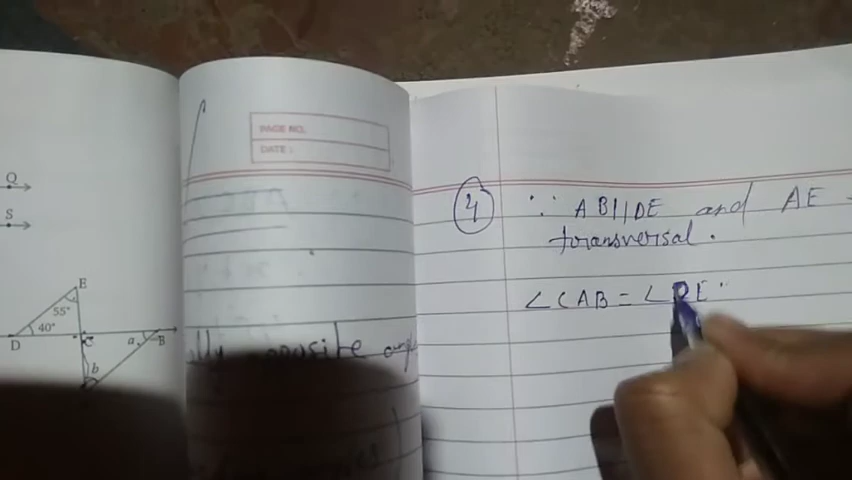 Q
S
E
55°
40°
D
C
a
B
b
PAGE NO.
DATE :
opposite
4
∵ AB||DE and AE
transversal.
∠CAB = ∠DE